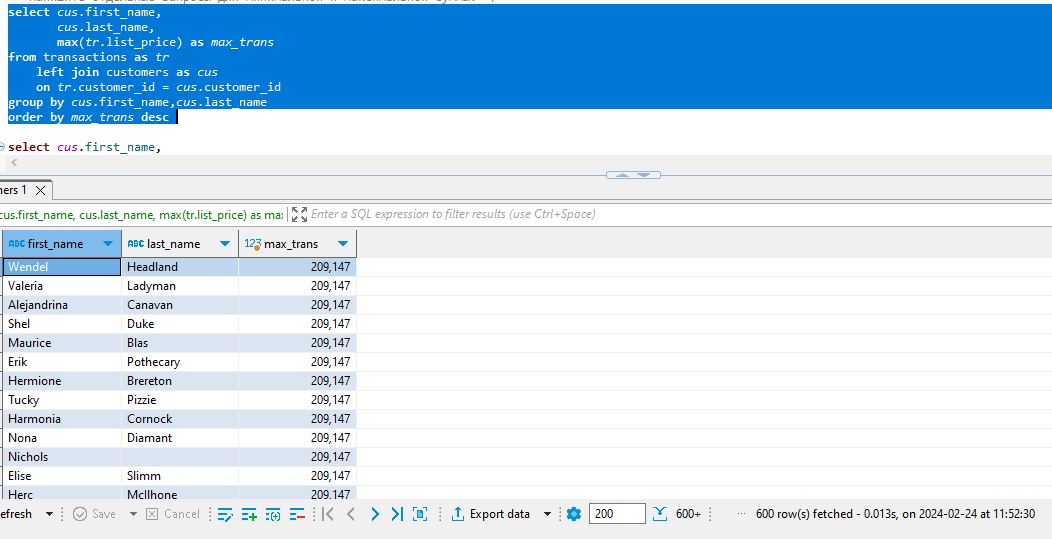 select cus.first_name,
cus.last_name,
max(tr.list_price) as max_trans
from transactions as tr
left join customers as cus
on tr.customer_id = cus.customer_id
group by cus.first_name,cus.last_name
order by max_trans desc
select cus.first_name,
ners 1
cus.first_name, cus.last_name, max(tr.list_price) as max Enter a SQL expression to filter results (use Ctrl+Space)
ABC first_name ABC last_name 123 max_trans
Wendel Headland 209,147
Valeria Ladyman 209,147
Alejandrina Canavan 209,147
Shel Duke 209,147
Maurice Blas 209,147
Erik Pothecary 209,147
Hermione Brereton 209,147
Tucky Pizzie 209,147
Harmonia Cornock 209,147
Nona Diamant 209,147
Nichols 209,147
Elise Slimm 209,147
Herc McIlhone 209,147
efresh Save Cancel Export data 200 600+ 600 row(s) fetched - 0.013s, on 2024-02-24 at 11:52:30